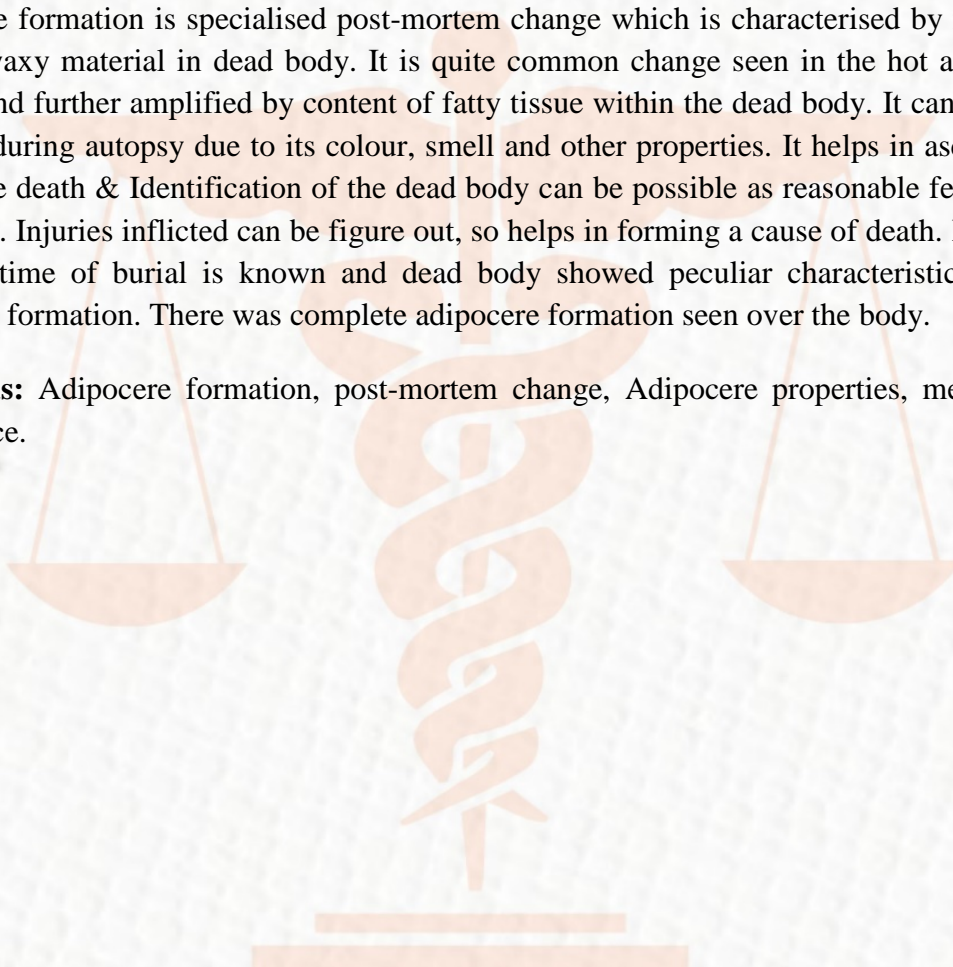 e formation is specialised post-mortem change which is characterised by
axy material in dead body. It is quite common change seen in the hot a
nd further amplified by content of fatty tissue within the dead body. It can
during autopsy due to its colour, smell and other properties. It helps in asc
e death & Identification of the dead body can be possible as reasonable fe
. Injuries inflicted can be figure out, so helps in forming a cause of death.
time of burial is known and dead body showed peculiar characteristic
formation. There was complete adipocere formation seen over the body.
s: Adipocere formation, post-mortem change, Adipocere properties, me
ce.